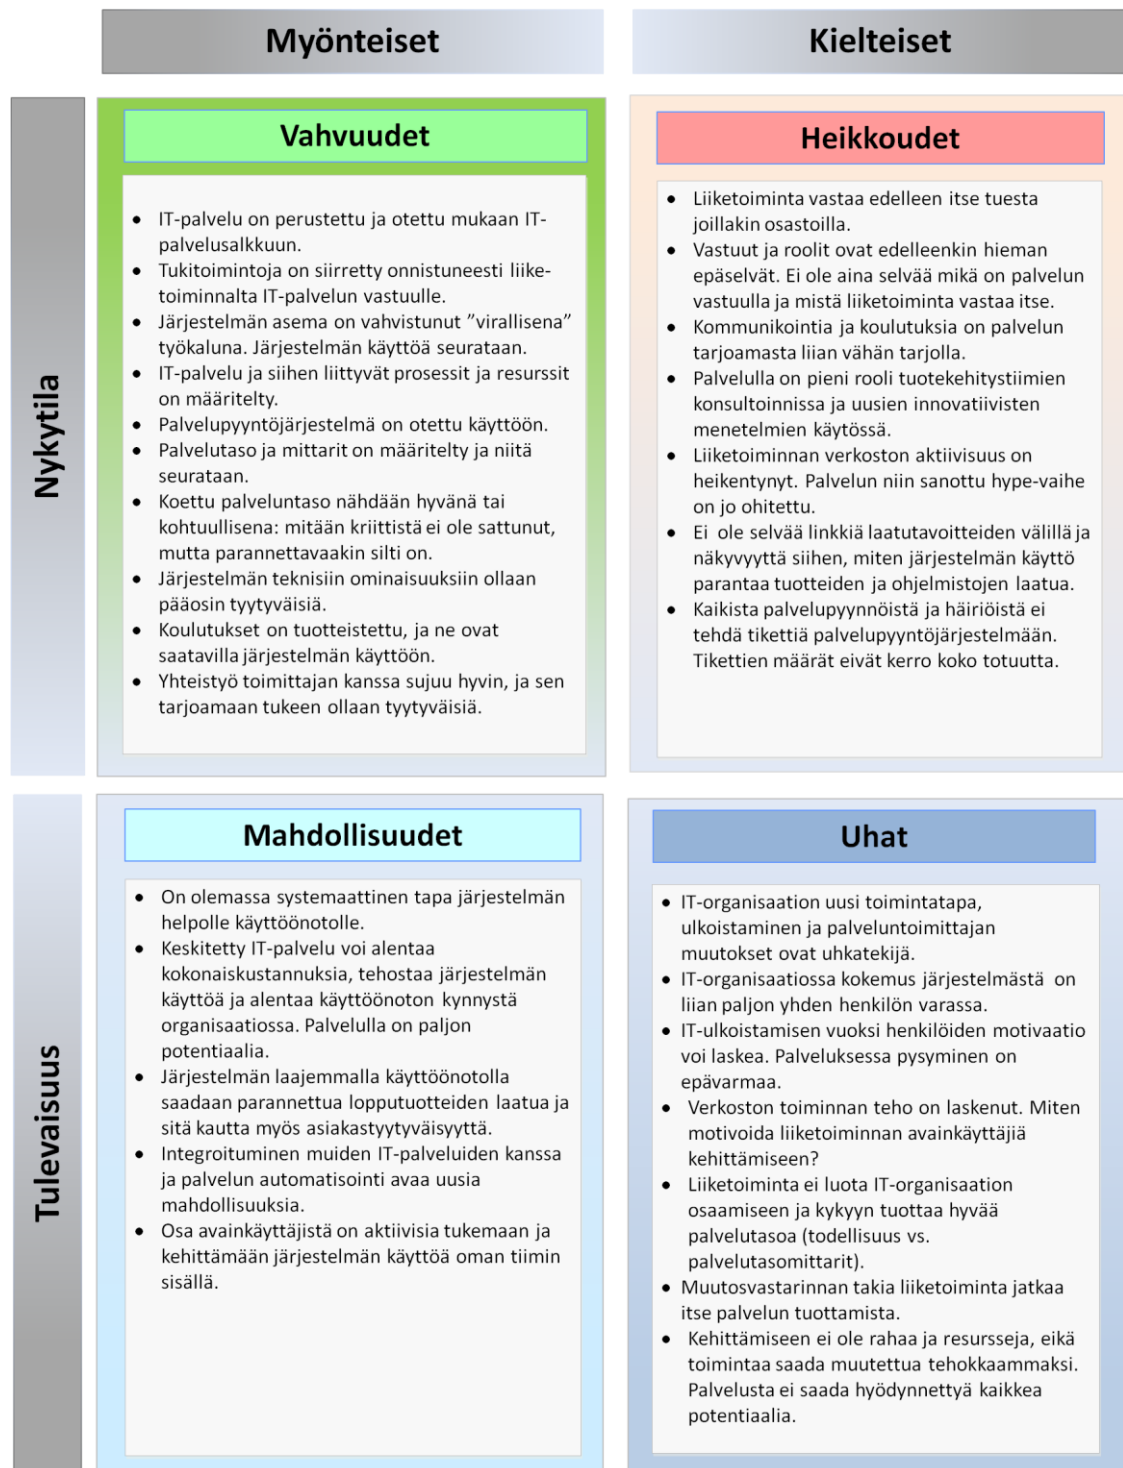 Myönteiset
Kielteiset
Nykytila
Vahvuudet
• IT-palvelu on perustettu ja otettu mukaan IT-
palvelusalkkuun.
• Tukitoimintoja on siirretty onnistuneesti liike-
toiminnalta IT-palvelun vastuulle.
• Järjestelmän asema on vahvistunut ”virallisena”
työkaluna. Järjestelmän käyttöä seurataan.
• IT-palvelu ja siihen liittyvät prosessit ja resurssit
on määritelty.
• Palvelupyyntöjärjestelmä on otettu käyttöön.
• Palvelutaso ja mittarit on määritelty ja niitä
seurataan.
• Koettu palveluntaso nähdään hyvänä tai
kohtuullisena: mitään kriittistä ei ole sattunut,
mutta parannettavaakin silti on.
• Järjestelmän teknisiin ominaisuuksiin ollaan
pääosin tyytyväisiä.
• Koulutukset on tuotteistettu, ja ne ovat
saatavilla järjestelmän käyttöön.
• Yhteistyö toimittajan kanssa sujuu hyvin, ja sen
tarjoamaan tukeen ollaan tyytyväisiä.
Heikkoudet
• Liiketoiminta vastaa edelleen itse tuesta
joillakin osastoilla.
• Vastuut ja roolit ovat edelleenkin hieman
epäselvät. Ei ole aina selvää mikä on palvelun
vastuulla ja mistä liiketoiminta vastaa itse.
• Kommunikointia ja koulutuksia on palvelun
tarjoamasta liian vähän tarjolla.
• Palvelulla on pieni rooli tuotekehitystiimien
konsultoinnissa ja uusien innovatiivisten
menetelmien käytössä.
• Liiketoiminnan verkoston aktiivisuus on
heikentynyt. Palvelun niin sanottu hype-vaihe
on jo ohitettu.
• Ei ole selvää linkkiä laatutavoitteiden välillä ja
näkyvyyttä siihen, miten järjestelmän käyttö
parantaa tuotteiden ja ohjelmistojen laatua.
• Kaikista palvelupyynnöistä ja häiriöistä ei
tehdä tikettiä palvelupyyntöjärjestelmään.
Tikettien määrät eivät kerro koko totuutta.
Tulevaisuus
Mahdollisuudet
• On olemassa systemaattinen tapa järjestelmän
helpolle käyttöönotolle.
• Keskitetty IT-palvelu voi alentaa
kokonaiskustannuksia, tehostaa järjestelmän
käyttöä ja alentaa käyttöönoton kynnystä
organisaatiossa. Palvelulla on paljon
potentiaalia.
• Järjestelmän laajemmalla käyttöönotolla
saadaan parannettua lopputuotteiden laatua ja
sitä kautta myös asiakastyytyväisyyttä.
• Integroituminen muiden IT-palveluiden kanssa
ja palvelun automatisointi avaa uusia
mahdollisuuksia.
• Osa avainkäyttäjistä on aktiivisia tukemaan ja
kehittämään järjestelmän käyttöä oman tiimin
sisällä.
Uhat
• IT-organisaation uusi toimintatapa,
ulkoistaminen ja palveluntoimittajan
muutokset ovat uhkatekijä.
• IT-organisaatiossa kokemus järjestelmästä on
liian paljon yhden henkilön varassa.
• IT-ulkoistamisen vuoksi henkilöiden motivaatio
voi laskea. Palveluksessa pysyminen on
epävarmaa.
• Verkoston toiminnan teho on laskenut. Miten
motivoida liiketoiminnan avainkäyttäjiä
kehittämiseen?
• Liiketoiminta ei luota IT-organisaation
osaamiseen ja kykyyn tuottaa hyvää
palvelutasoa (todellisuus vs.
palvelutasomittarit).
• Muutosvastarinnan takia liiketoiminta jatkaa
itse palvelun tuottamista.
• Kehittämiseen ei ole rahaa ja resursseja, eikä
toimintaa saada muutettua tehokkaammaksi.
Palvelusta ei saada hyödynnettyä kaikkea
potentiaalia.